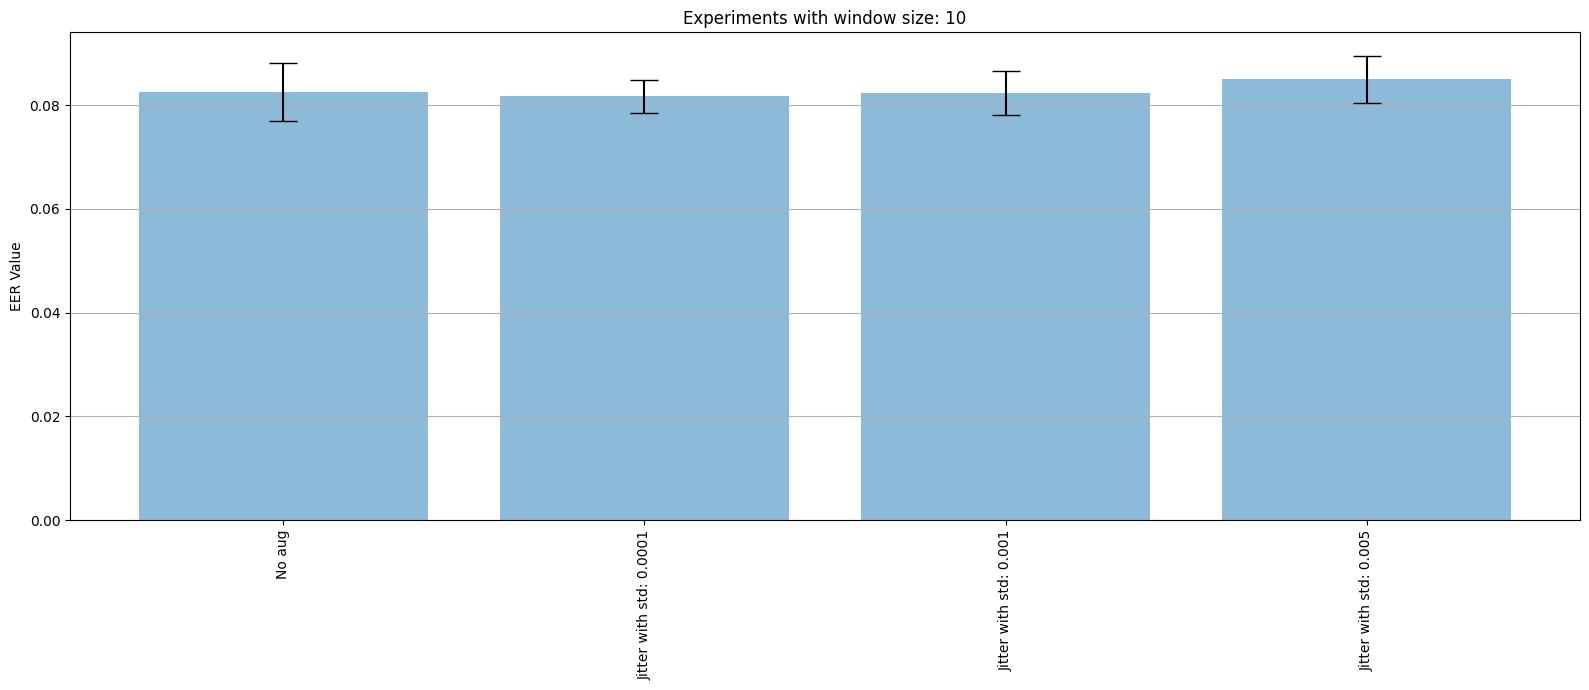 Experiments with window size: 10
EER Value
0.08
0.06
0.04
0.02
0.00
No aug
Jitter with std: 0.0001
Jitter with std: 0.001
Jitter with std: 0.005